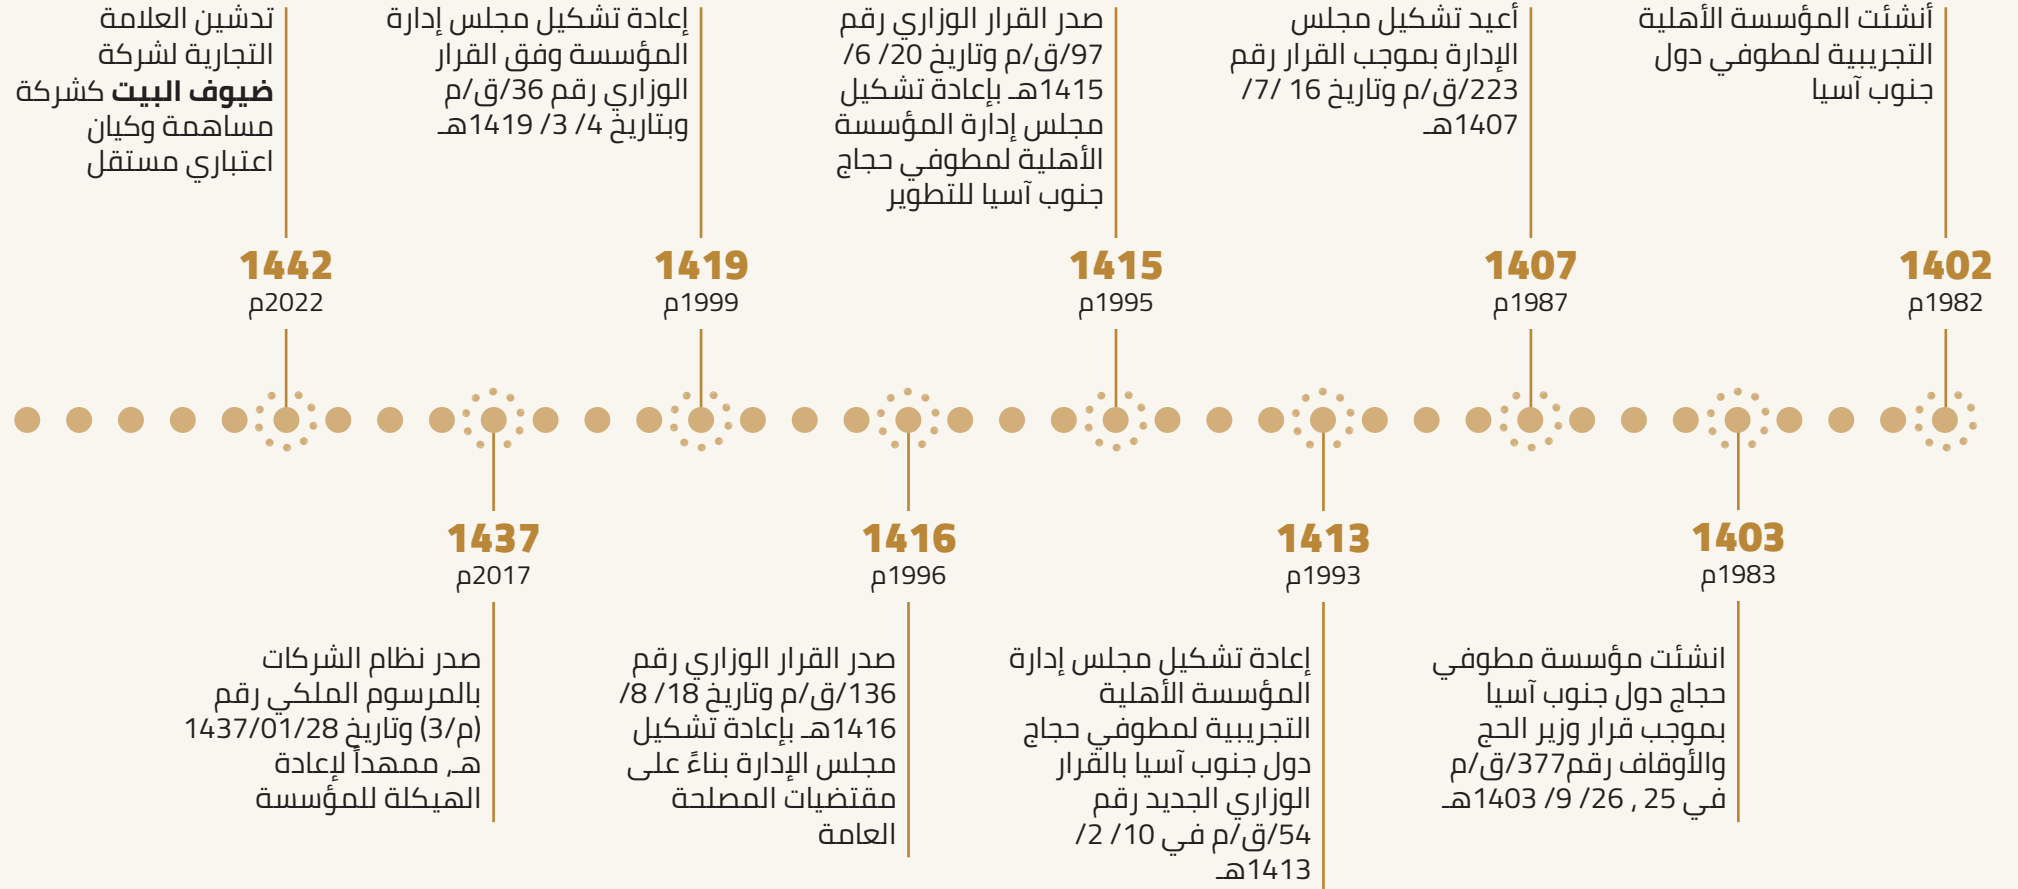 أنشئت المؤسسة الأهلية
التجريبية لمطوفي دول
جنوب آسيا
1402
1982م
1403
1983م
انشئت مؤسسة مطوفي
حجاج دول جنوب آسيا
بموجب قرار وزير الحج
والأوقاف رقم377/ق/م
في 25 , 26/ 9/ 1403هـ
أعيد تشكيل مجلس
الإدارة بموجب القرار رقم
223/ق/م وتاريخ 16 /7/
1407هـ
1407
1987م
1413
1993م
إعادة تشكيل مجلس إدارة
المؤسسة الأهلية
التجريبية لمطوفي حجاج
دول جنوب آسيا بالقرار
الوزاري الجديد رقم
54/ق/م في 10/ 2/
1413هـ
صدر القرار الوزاري رقم
97/ق/م وتاريخ 20/ 6/
1415هـ بإعادة تشكيل
مجلس إدارة المؤسسة
الأهلية لمطوفي حجاج
جنوب آسيا للتطوير
1415
1995م
1416
1996م
صدر القرار الوزاري رقم
136/ق/م وتاريخ 18/ 8/
1416هـ بإعادة تشكيل
مجلس الإدارة بناءً على
مقتضيات المصلحة
العامة
إعادة تشكيل مجلس إدارة
المؤسسة وفق القرار
الوزاري رقم 36/ق/م
وبتاريخ 4/ 3/ 1419هـ
1419
1999م
1437
2017م
صدر نظام الشركات
بالمرسوم الملكي رقم
(م/3) وتاريخ 1437/01/28
هـ, ممهداً لإعادة
الهيكلة للمؤسسة
تدشين العلامة
التجارية لشركة
ضيوف البيت كشركة
مساهمة وكيان
اعتباري مستقل
1442
2022م